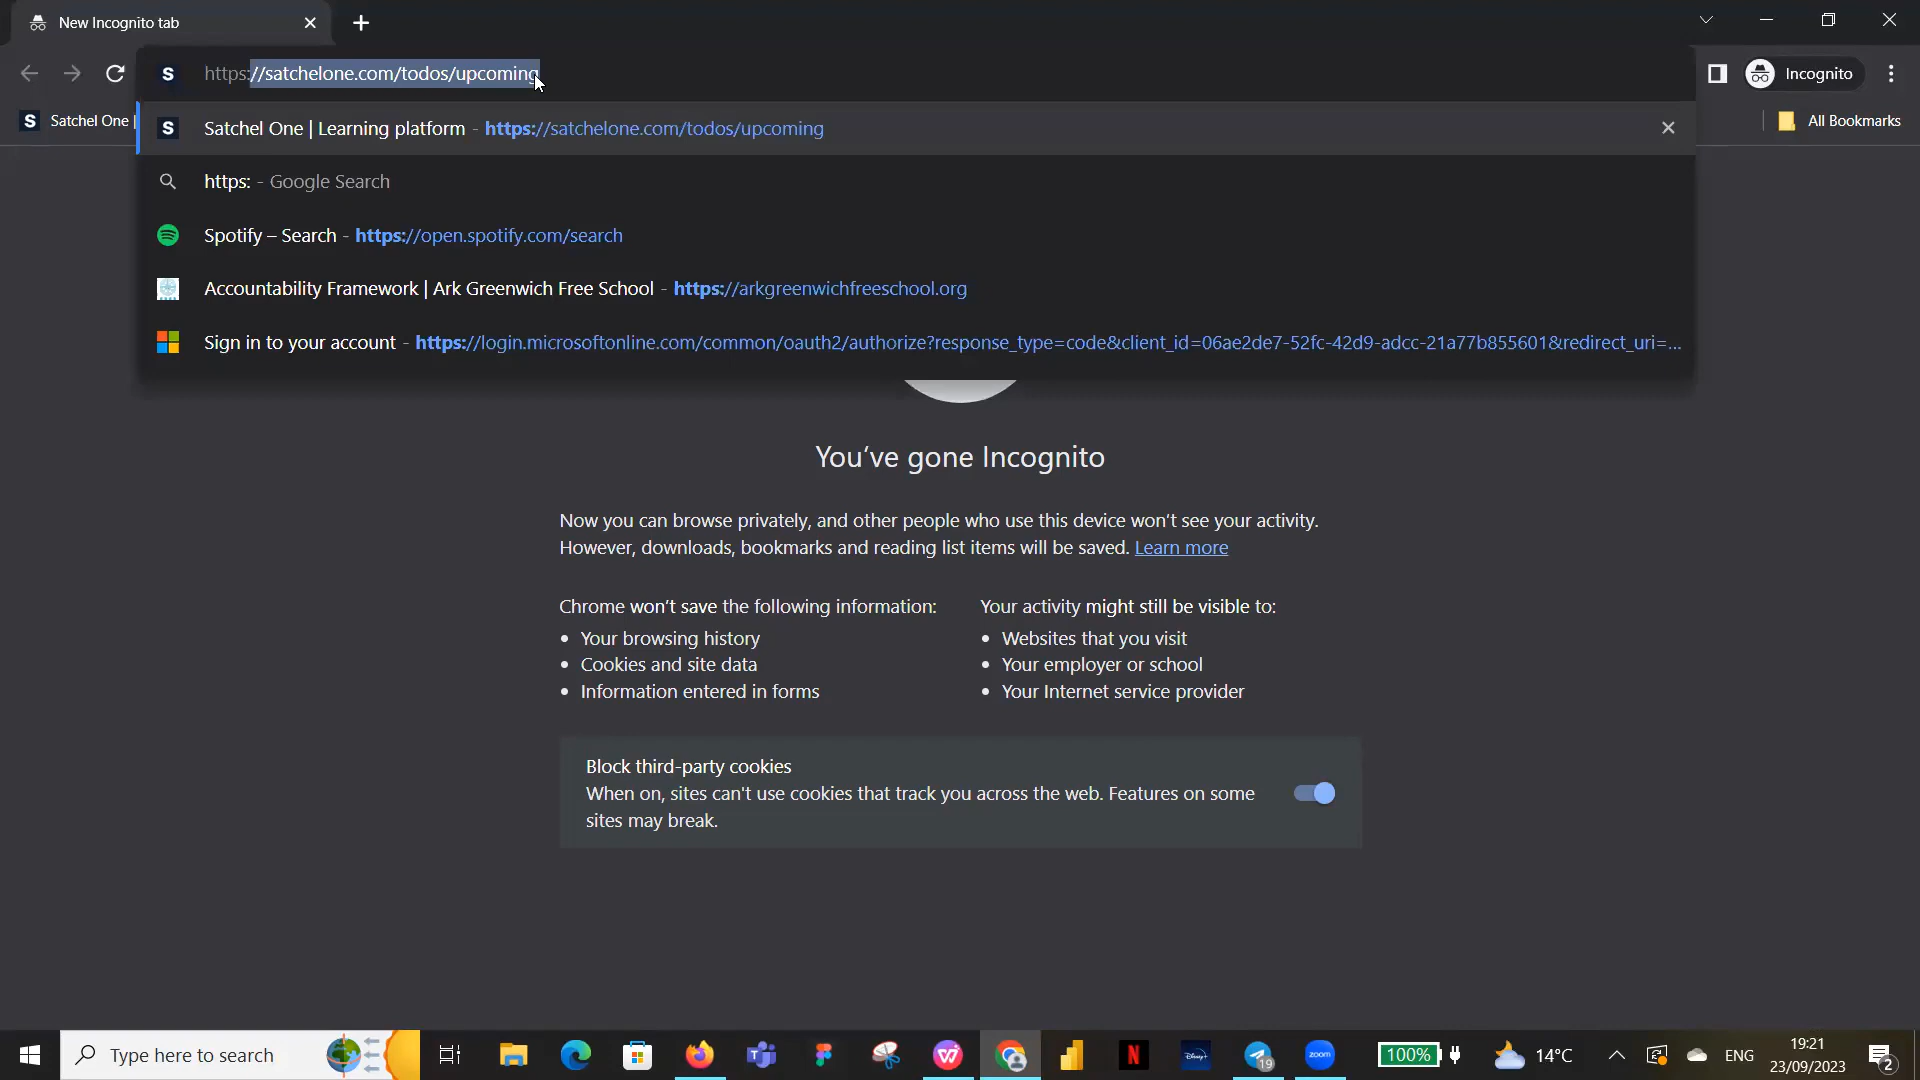 New Incognito tab
https://satchelone.com/todos/upcoming
Incognito
Satchel One |
All Bookmarks
Satchel One | Learning platform - https://satchelone.com/todos/upcoming
https: - Google Search
Spotify – Search - https://open.spotify.com/search
Accountability Framework | Ark Greenwich Free School - https://arkgreenwichfreeschool.org
Sign in to your account - https://login.microsoftonline.com/common/oauth2/authorize?response_type=code&client_id=06ae2de7-52fc-42d9-adcc-21a77b855601&redirect_uri=...
You've gone Incognito
Now you can browse privately, and other people who use this device won't see your activity.
However, downloads, bookmarks and reading list items will be saved. Learn more
Chrome won't save the following information:
• Your browsing history
• Cookies and site data
• Information entered in forms
Your activity might still be visible to:
• Websites that you visit
• Your employer or school
• Your Internet service provider
Block third-party cookies
When on, sites can't use cookies that track you across the web. Features on some
sites may break.
Type here to search
19
zoom
100%
14°C
ENG
19:21
23/09/2023
2